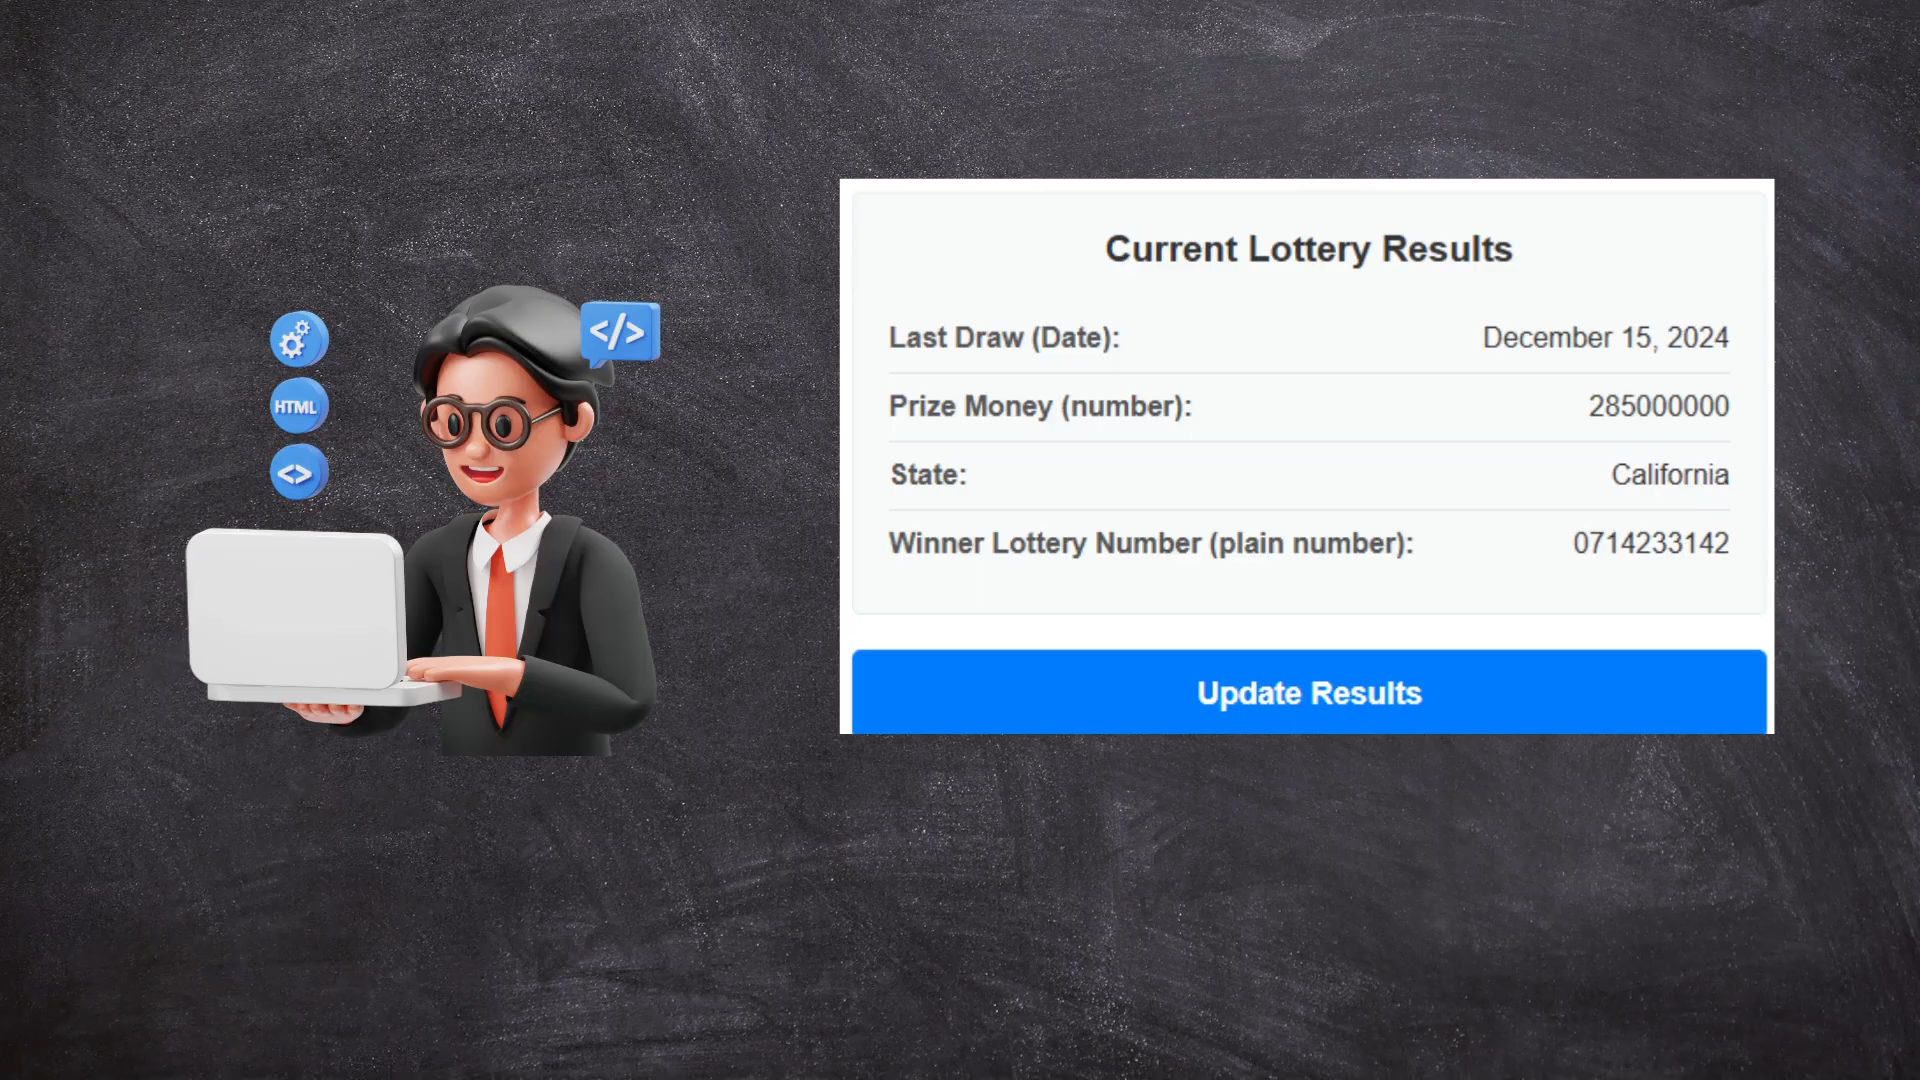 </>
HTML
<>
Current Lottery Results
Last Draw (Date): December 15, 2024
Prize Money (number): 285000000
State: California
Winner Lottery Number (plain number): 0714233142
Update Results